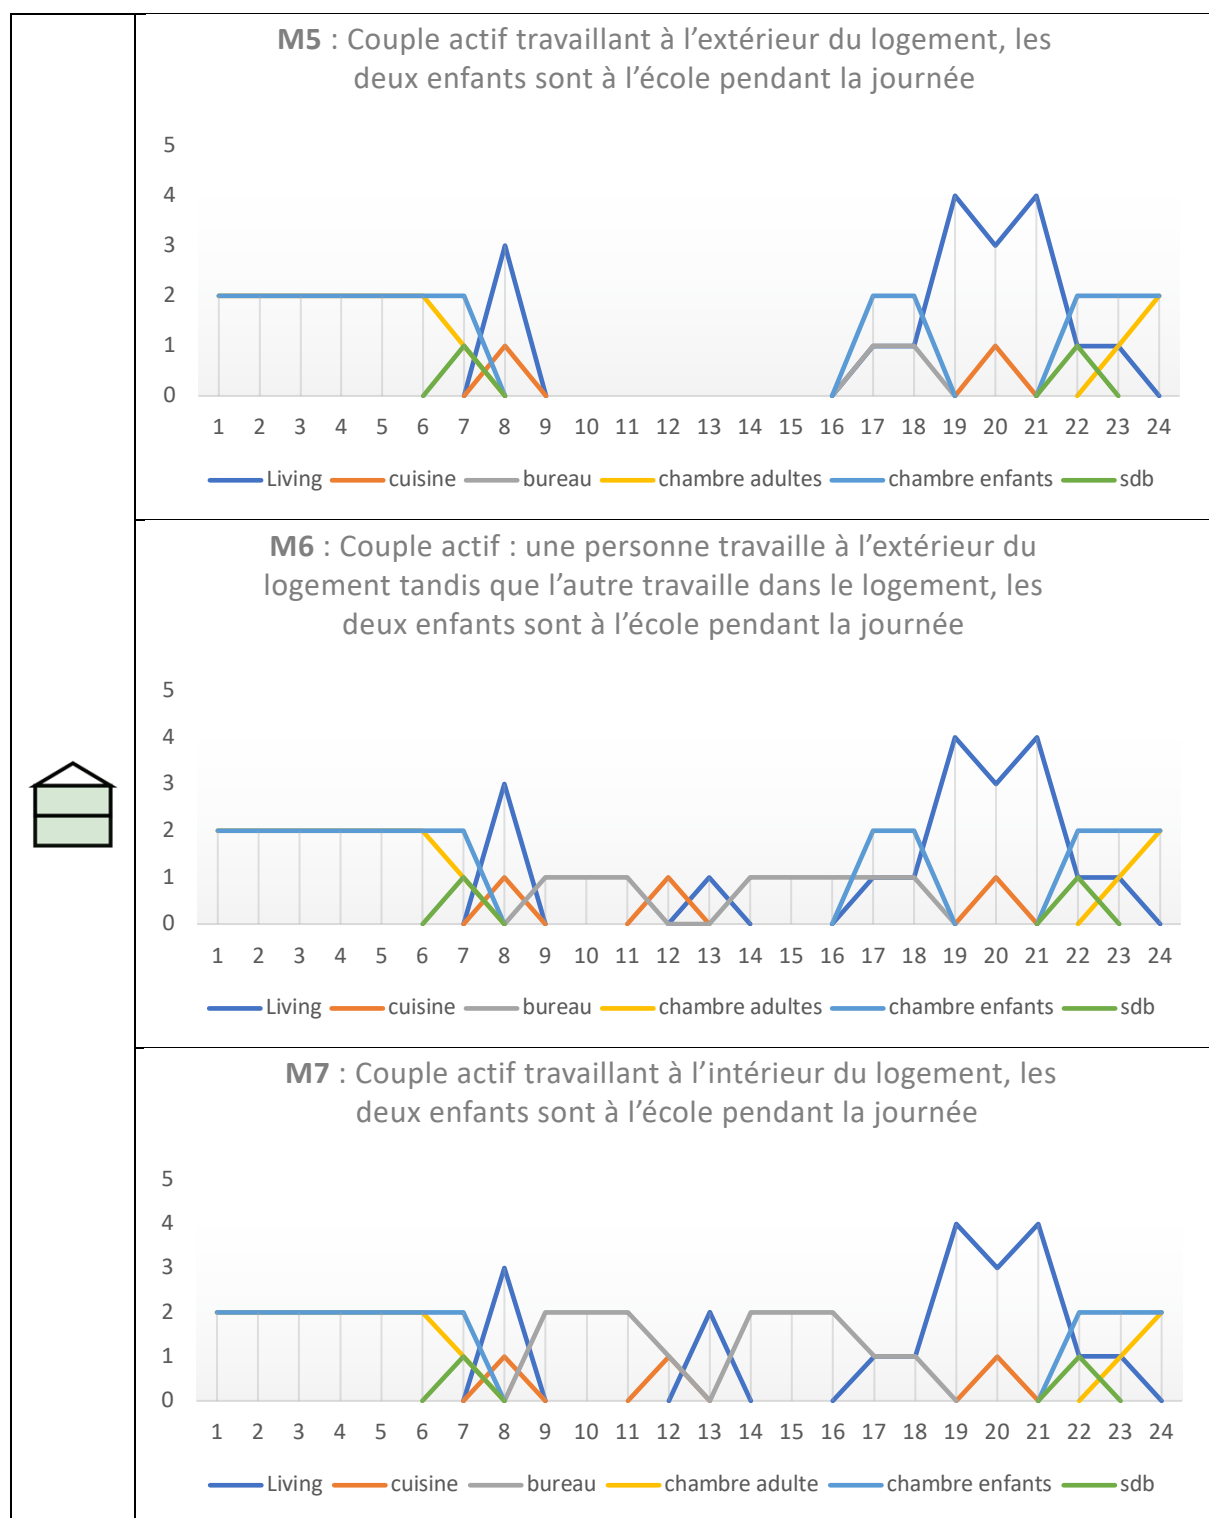 M5 : Couple actif travaillant à l’extérieur du logement, les
deux enfants sont à l’école pendant la journée
5
4
3
2
1
0
1 2 3 4 5 6 7 8 9 10 11 12 13 14 15 16 17 18 19 20 21 22 23 24
Living cuisine bureau chambre adultes chambre enfants sdb
M6 : Couple actif : une personne travaille à l’extérieur du
logement tandis que l’autre travaille dans le logement, les
deux enfants sont à l’école pendant la journée
5
4
3
2
1
0
1 2 3 4 5 6 7 8 9 10 11 12 13 14 15 16 17 18 19 20 21 22 23 24
Living cuisine bureau chambre adultes chambre enfants sdb
M7 : Couple actif travaillant à l’intérieur du logement, les
deux enfants sont à l’école pendant la journée
5
4
3
2
1
0
1 2 3 4 5 6 7 8 9 10 11 12 13 14 15 16 17 18 19 20 21 22 23 24
Living cuisine bureau chambre adulte chambre enfants sdb